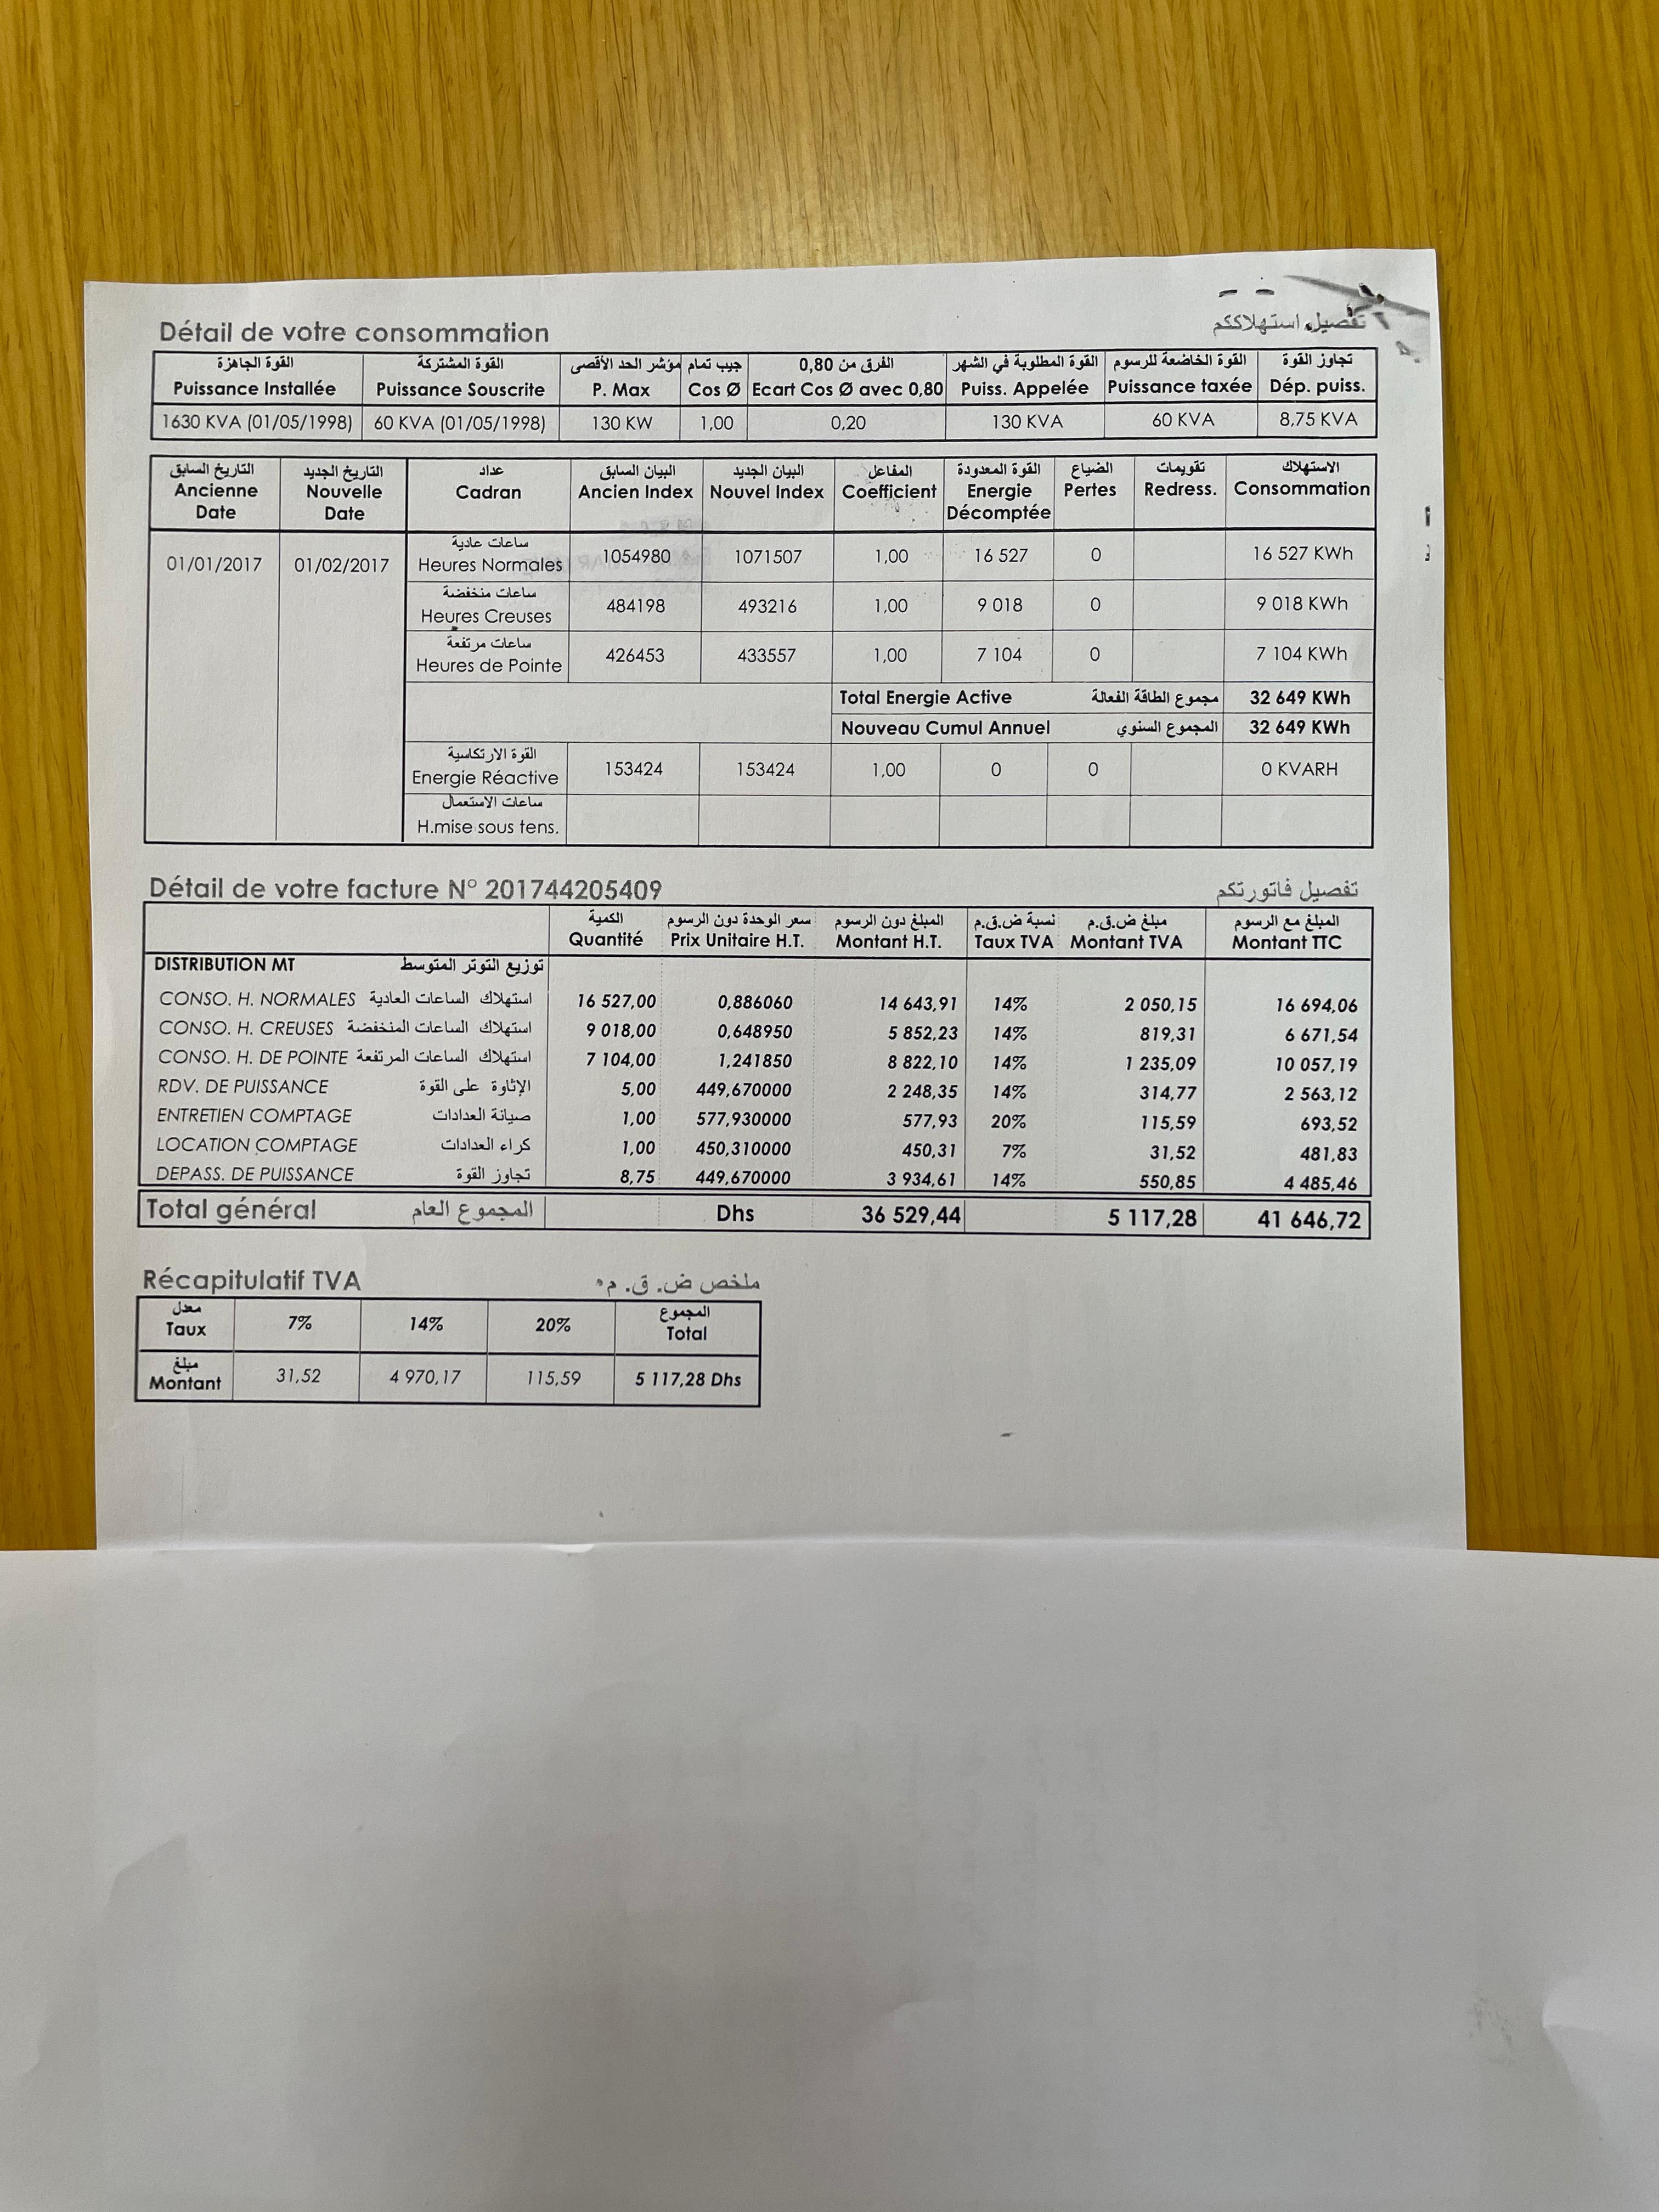 Détail de votre consommation تفصيل استهلاككم
القوة الجاهزة القوة المشتركة مؤشر الحد الأقصى جيب تمام الفرق من 0,80 القوة المطلوبة في الشهر القوة الخاضعة للرسوم تجاوز القوة
Puissance Installée Puissance Souscrite P. Max Cos Ø Ecart Cos Ø avec 0,80 Puiss. Appelée Puissance taxée Dép. puiss.
1630 KVA (01/05/1998) 60 KVA (01/05/1998) 130 KW 1,00 0,20 130 KVA 60 KVA 8,75 KVA
التاريخ السابق التاريخ الجديد عداد البيان السابق البيان الجديد المفاعل القوة المعدودة الضياع تقويمات الاستهلاك
Ancienne Nouvelle Cadran Ancien Index Nouvel Index Coefficient Energie Pertes Redress. Consommation
Date Date Décomptée
ساعات عادية
01/01/2017 01/02/2017 Heures Normales 1054980 1071507 1,00 16 527 0 16 527 KWh
ساعات منخفضة
Heures Creuses 484198 493216 1,00 9 018 0 9 018 KWh
ساعات مرتفعة
Heures de Pointe 426453 433557 1,00 7 104 0 7 104 KWh
Total Energie Active مجموع الطاقة الفعالة 32 649 KWh
Nouveau Cumul Annuel المجموع السنوي 32 649 KWh
القوة الارتكاسية
Energie Réactive 153424 153424 1,00 0 0 0 KVARH
ساعات الاستعمال
H.mise sous tens.
Détail de votre facture N° 201744205409 تفصيل فاتورتكم
الكمية سعر الوحدة دون الرسوم المبلغ دون الرسوم نسبة ض.ق.م مبلغ ض.ق.م. المبلغ مع الرسوم
Quantité Prix Unitaire H.T. Montant H.T. Taux TVA Montant TVA Montant TTC
DISTRIBUTION MT توزيع التوتر المتوسط
CONSO. H. NORMALES استهلاك الساعات العادية 16 527,00 0,886060 14 643,91 14% 2 050,15 16 694,06
CONSO. H. CREUSES استهلاك الساعات المنخفضة 9 018,00 0,648950 5 852,23 14% 819,31 6 671,54
CONSO. H. DE POINTE استهلاك الساعات المرتفعة 7 104,00 1,241850 8 822,10 14% 1 235,09 10 057,19
RDV. DE PUISSANCE الإتاوة على القوة 5,00 449,670000 2 248,35 14% 314,77 2 563,12
ENTRETIEN COMPTAGE صيانة العدادات 1,00 577,930000 577,93 20% 115,59 693,52
LOCATION COMPTAGE كراء العدادات 1,00 450,310000 450,31 7% 31,52 481,83
DEPASS. DE PUISSANCE تجاوز القوة 8,75 449,670000 3 934,61 14% 550,85 4 485,46
Total général المجموع العام Dhs 36 529,44 5 117,28 41 646,72
Récapitulatif TVA ملخص ض. ق. م.
معدل المجموع
Taux 7% 14% 20% Total
مبلغ
Montant 31,52 4 970,17 115,59 5 117,28 Dhs